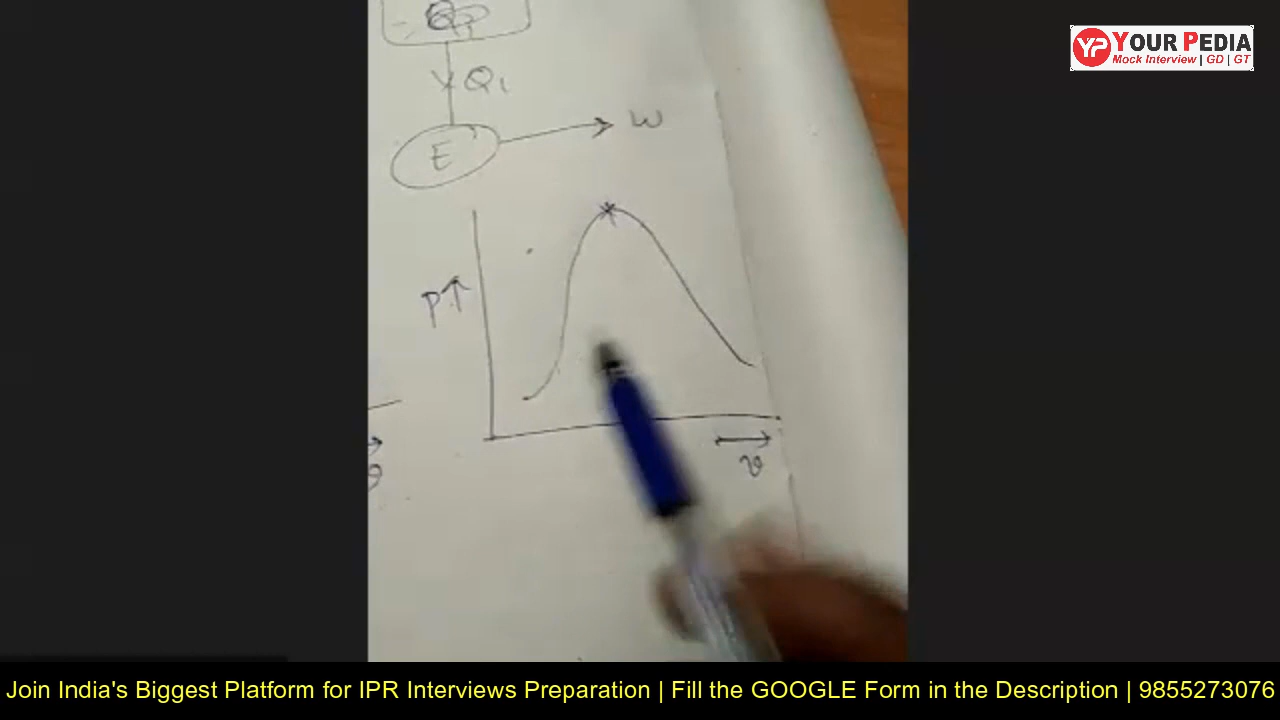 YP YOUR PEDIA
Mock Interview | GD | GT
Q₁
W
E
P↑
v
Join India's Biggest Platform for IPR Interviews Preparation | Fill the GOOGLE Form in the Description | 9855273076